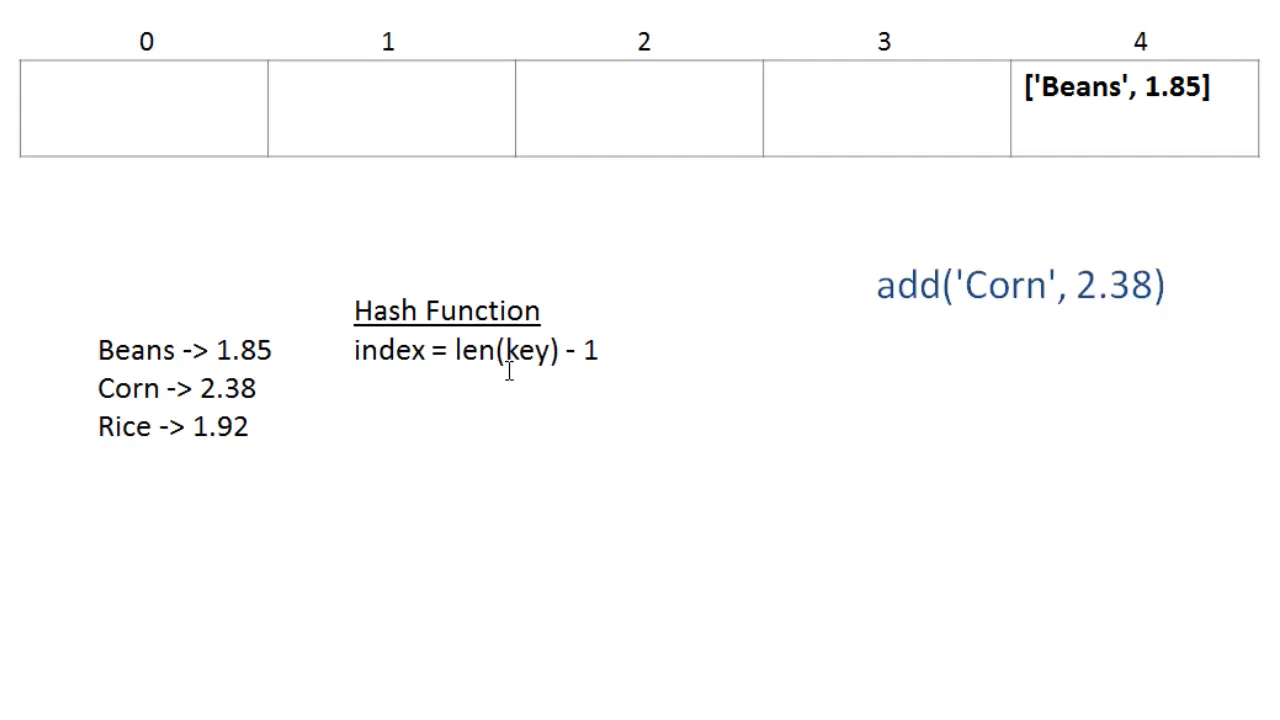 0 1 2 3 4
['Beans', 1.85]
add('Corn', 2.38)
Hash Function
Beans -> 1.85 index = len(key) - 1
Corn -> 2.38
Rice -> 1.92